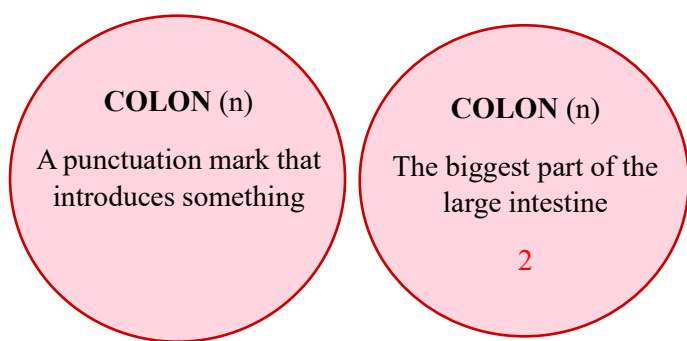 COLON (n)
A punctuation mark that
introduces something
COLON (n)
The biggest part of the
large intestine
2